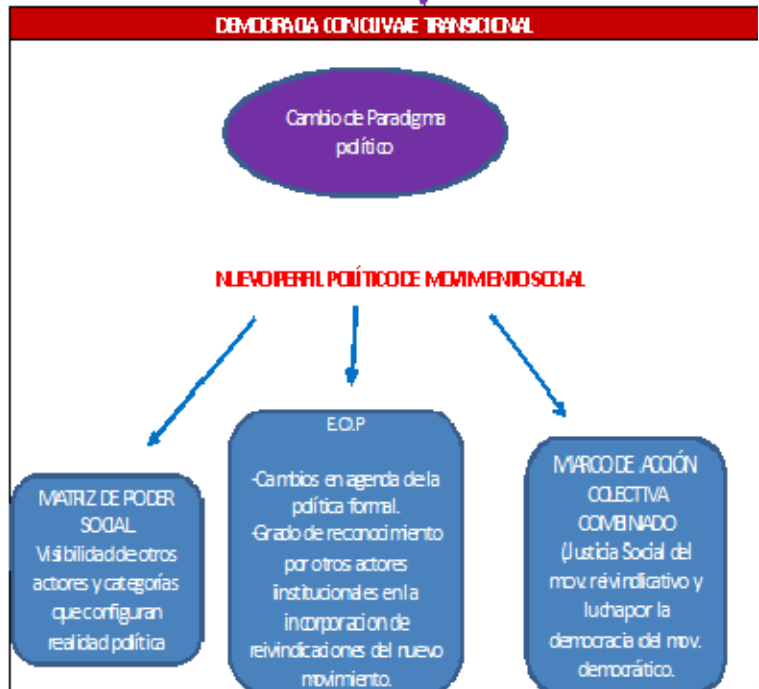 DEMOCRACIA CON CLIVAJE TRANSICIONAL
Cambio de Paradigma
político
NUEVO PERFIL POLÍTICO DE MOVIMENTO SOCIAL
MATRIZ DE PODER
SOCIAL
Visibilidad de otros
actores y categorías
que configuran
realidad política
E.O.P
-Cambios en agenda de la
política formal.
-Grado de reconocimiento
por otros actores
institucionales en la
incorporacion de
reivindicaciones del nuevo
movimiento.
MARCO DE ACCIÓN
COLECTIVA
COMBINADO
(Justicia Social del
mov. reivindicativo y
lucha por la
democracia del mov.
democrático.